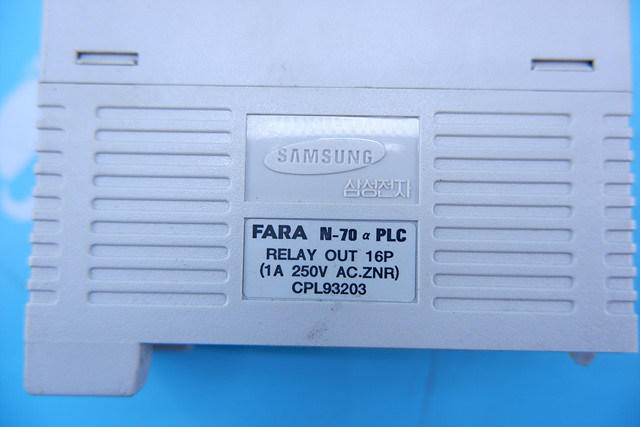 SAMSUNG
삼성전자
FARA N-70 α PLC
RELAY OUT 16P
(1A 250V AC.ZNR)
CPL93203